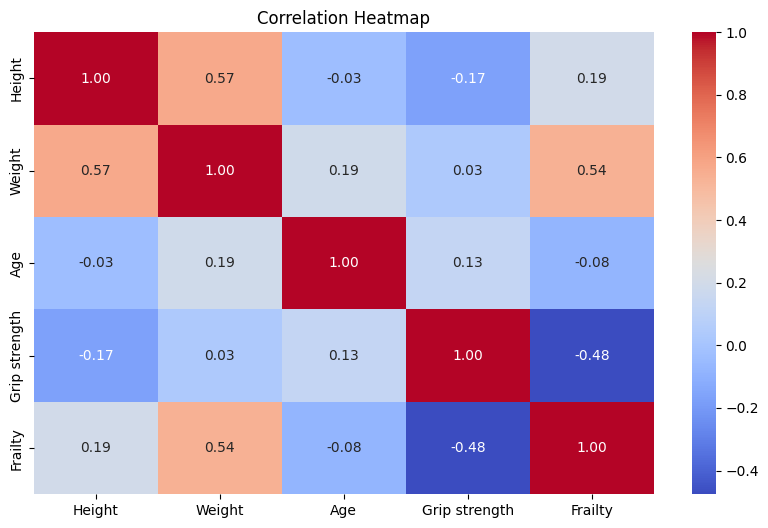 Correlation Heatmap
Height 1.00 0.57 -0.03 -0.17 0.19
Weight 0.57 1.00 0.19 0.03 0.54
Age -0.03 0.19 1.00 0.13 -0.08
Grip strength -0.17 0.03 0.13 1.00 -0.48
Frailty 0.19 0.54 -0.08 -0.48 1.00
Height Weight Age Grip strength Frailty
1.0
0.8
0.6
0.4
0.2
0.0
−0.2
−0.4